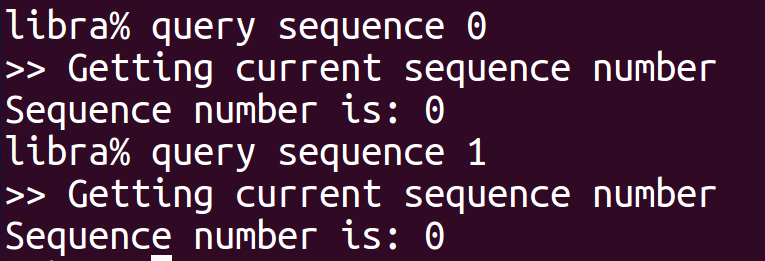 libra% query sequence 0
>> Getting current sequence number
Sequence number is: 0
libra% query sequence 1
>> Getting current sequence number
Sequence number is: 0